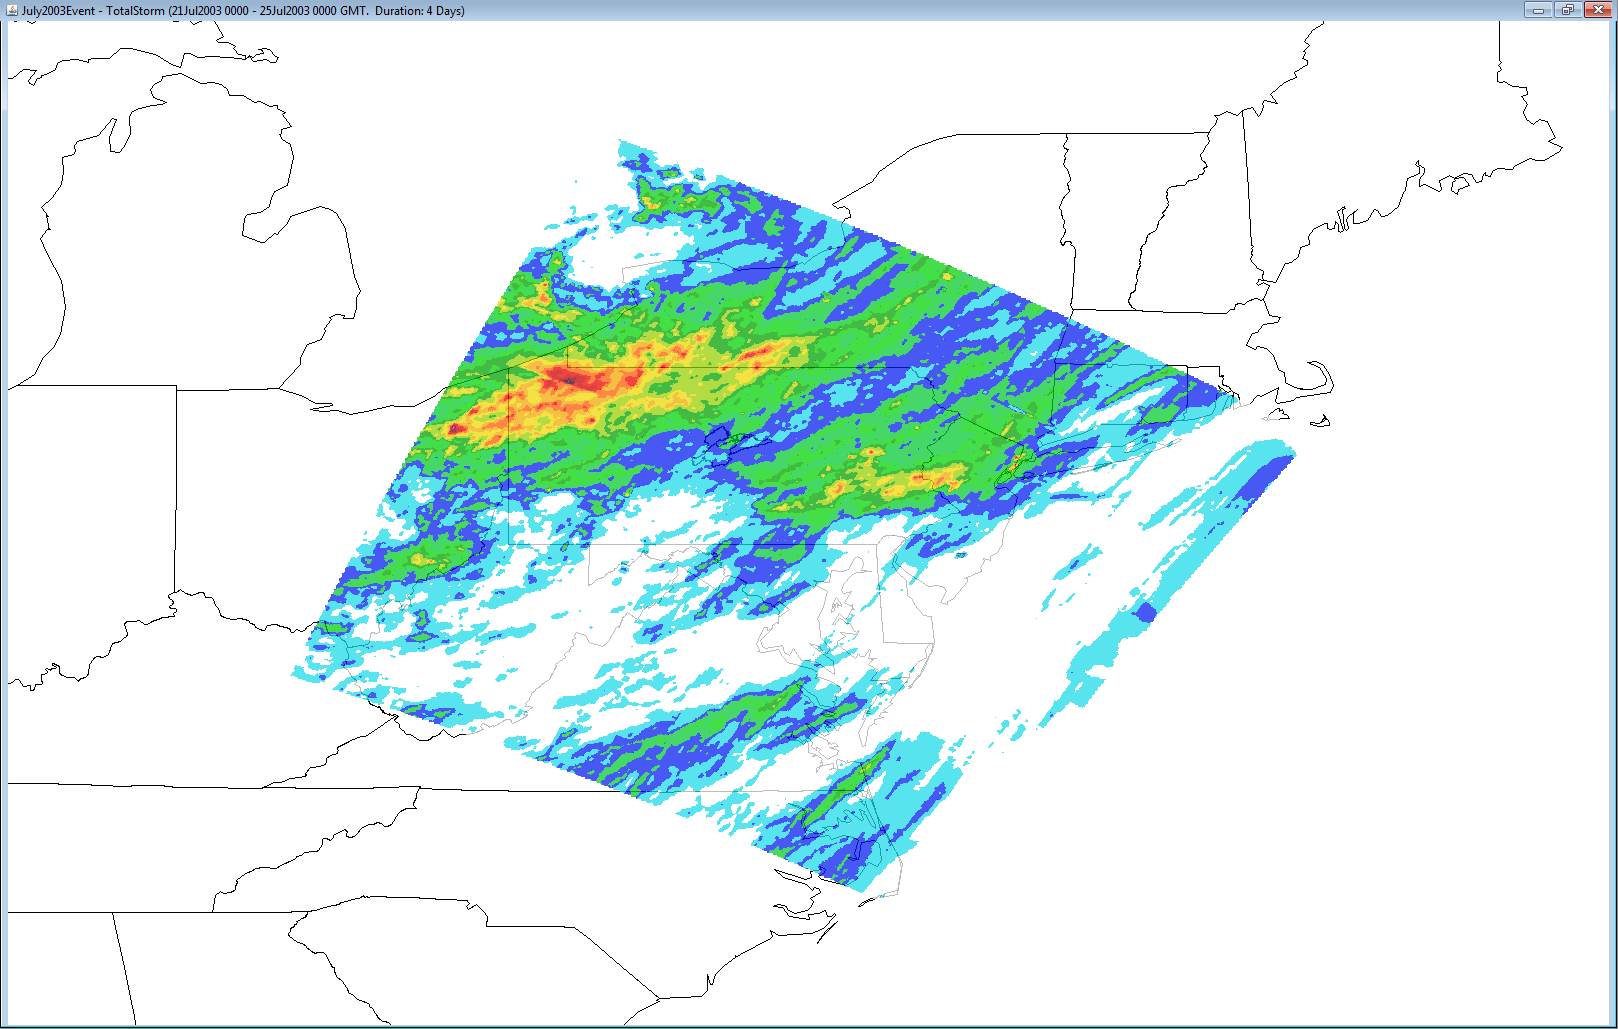 July2003Event - TotalStorm (21Jul2003 0000 - 25Jul2003 0000 GMT.  Duration: 4 Days)